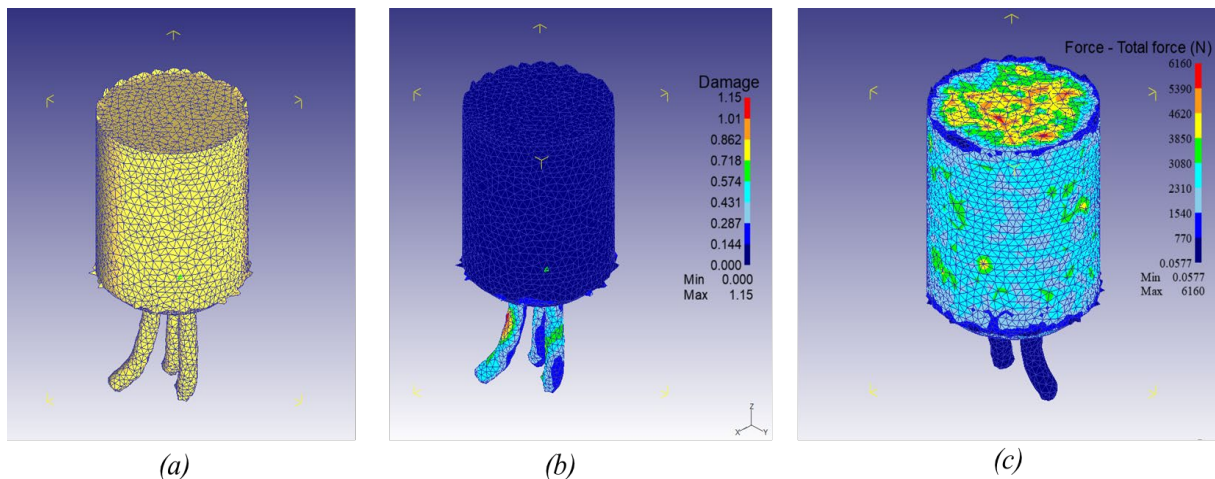 Damage
1.15
1.01
0.862
0.718
0.574
0.431
0.287
0.144
0.000
Min 0.000
Max 1.15
Z
X Y
Force - Total force (N)
6160
5390
4620
3850
3080
2310
1540
770
0.0577
Min 0.0577
Max 6160
(a)
(b)
(c)